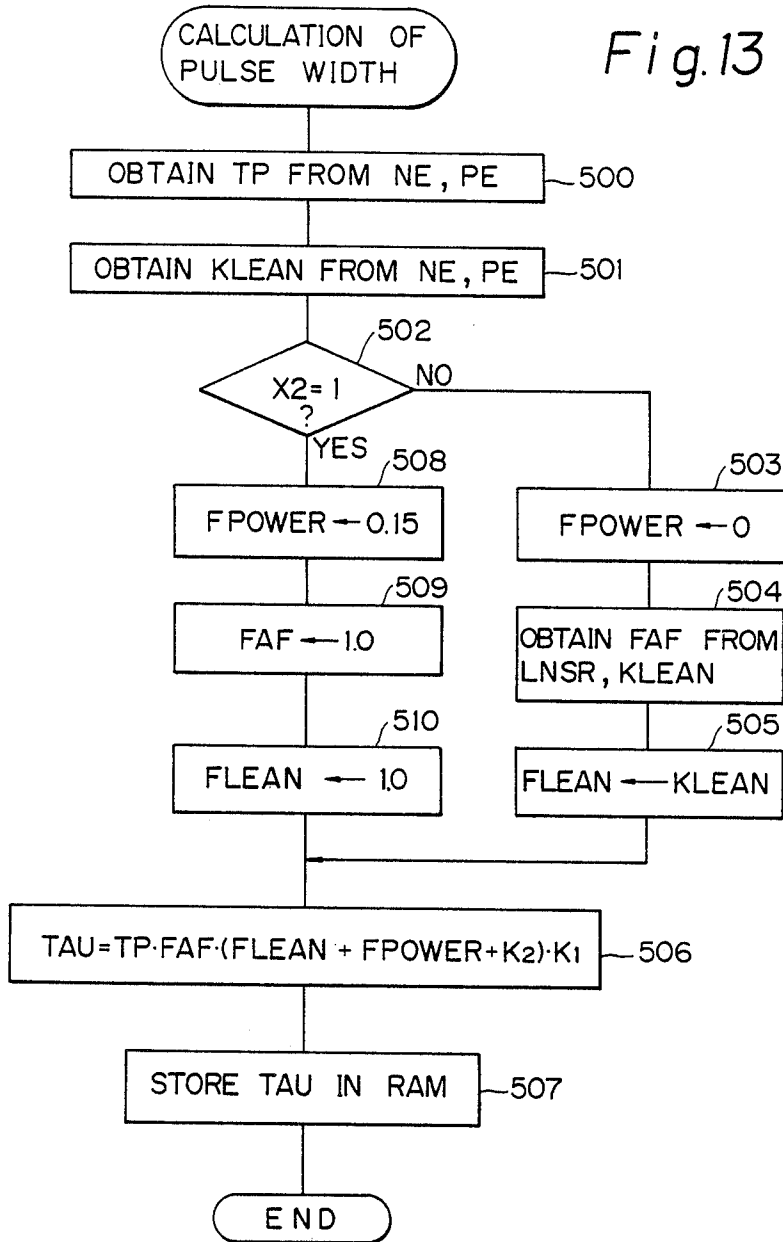 CALCULATION OF
PULSE WIDTH
Fig. 13
OBTAIN TP FROM NE, PE
500
OBTAIN KLEAN FROM NE, PE
501
502
X2=1
?
NO
YES
508
FPOWER ← 0.15
509
FAF ← 1.0
510
FLEAN ← 1.0
503
FPOWER ← 0
504
OBTAIN FAF FROM
LNSR, KLEAN
505
FLEAN ← KLEAN
TAU=TP·FAF·(FLEAN + FPOWER+K2)·K1
506
STORE TAU IN RAM
507
END